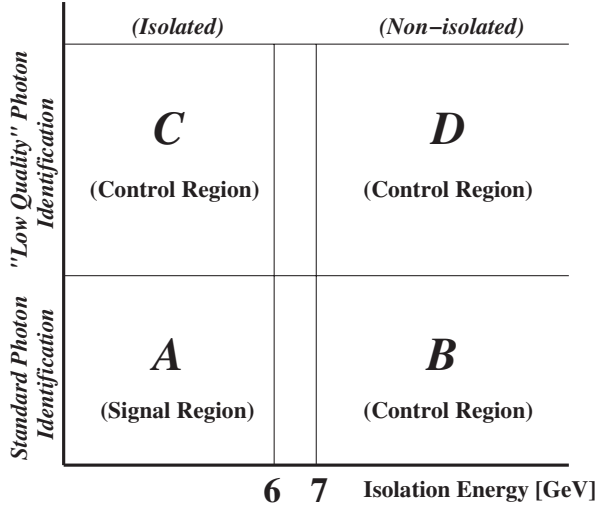 (Isolated)
(Non−isolated)
"Low Quality" Photon
Identification
C
(Control Region)
D
(Control Region)
Standard Photon
Identification
A
(Signal Region)
B
(Control Region)
6
7
Isolation Energy [GeV]